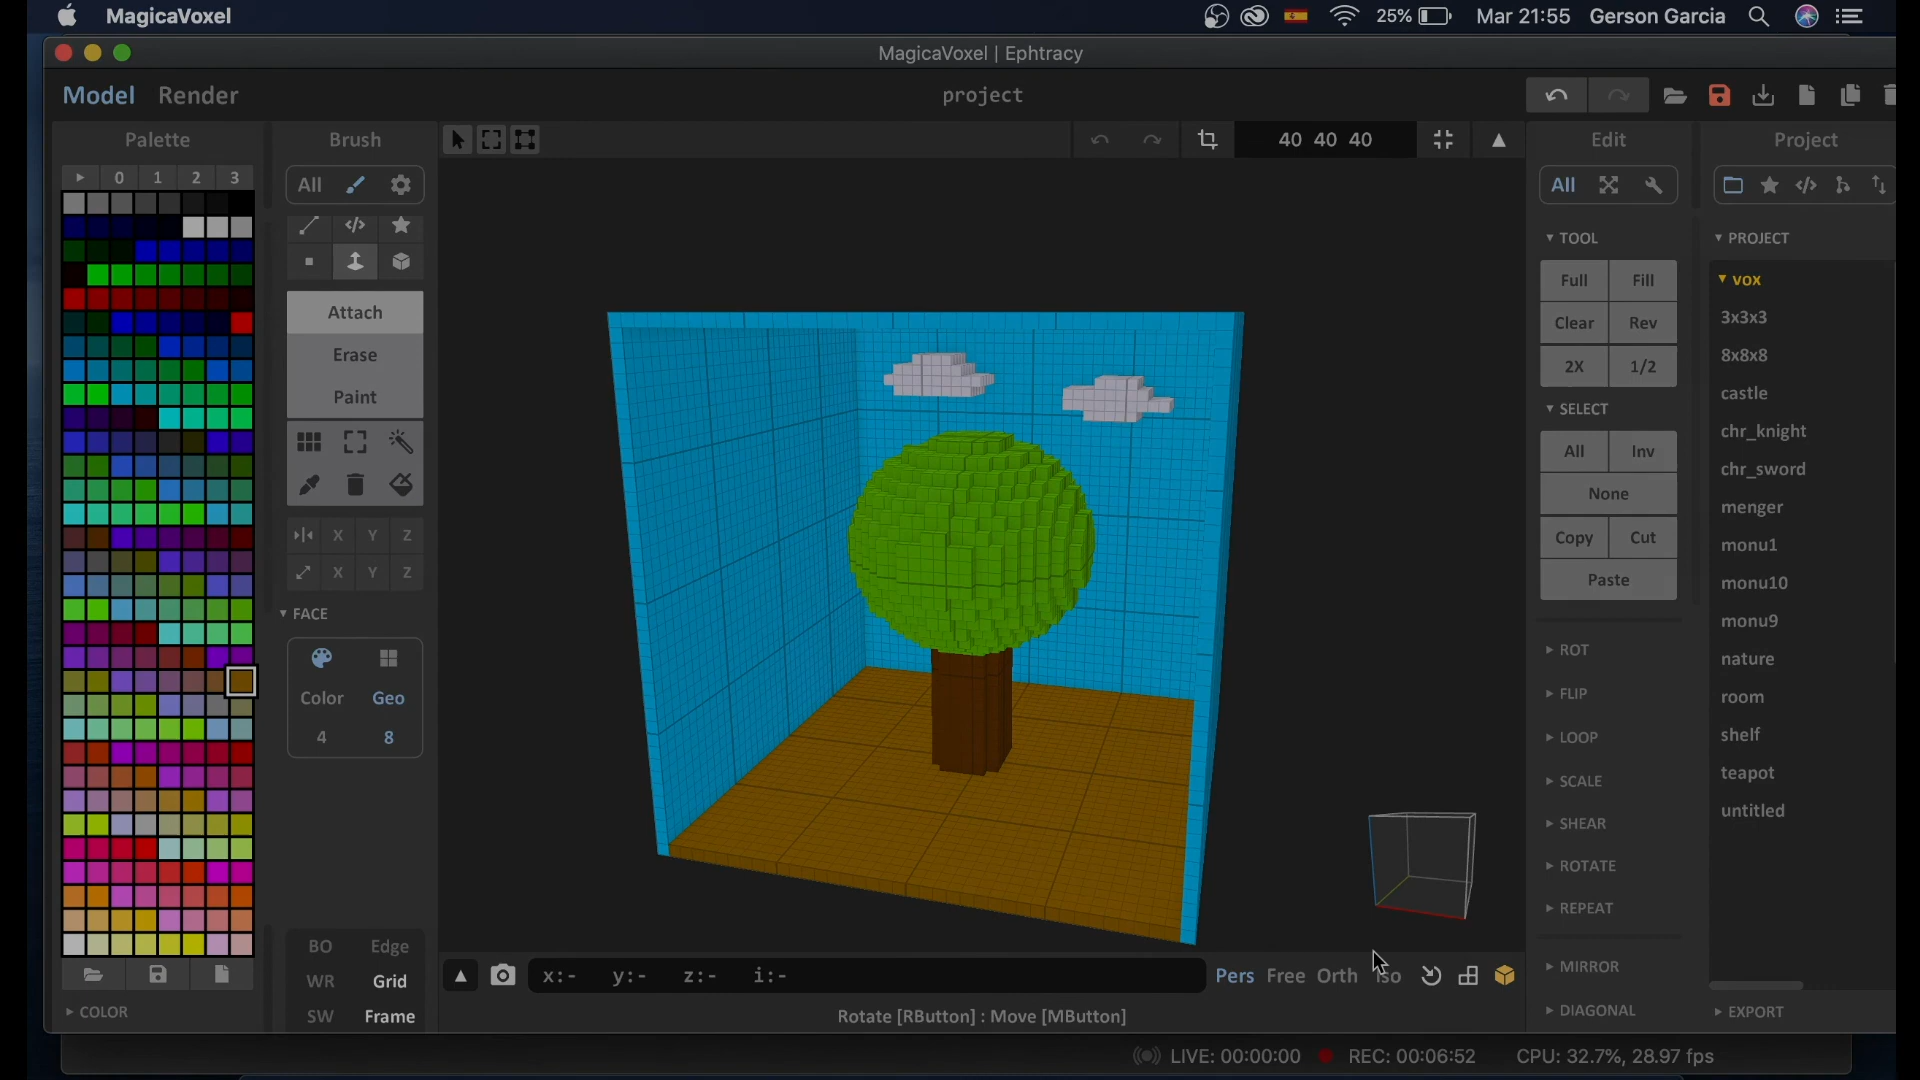 MagicaVoxel 25% Mar 21:55 Gerson Garcia
MagicaVoxel | Ephtracy
Model Render project
Palette Brush 40 40 40 Edit Project
0 1 2 3 All All
</> </>
TOOL PROJECT
Full Fill vox
Attach Clear Rev 3x3x3
Erase 2X 1/2 8x8x8
Paint SELECT castle
All Inv chr_knight
None chr_sword
Copy Cut menger
X Y Z Paste monu1
X Y Z monu10
FACE monu9
ROT nature
Color Geo FLIP room
4 8 LOOP shelf
SCALE teapot
SHEAR untitled
ROTATE
REPEAT
BO Edge MIRROR
WR Grid x:- y:- z:- i:- Pers Free Orth Iso
COLOR SW Frame Rotate [RButton] : Move [MButton] DIAGONAL EXPORT
LIVE: 00:00:00 REC: 00:06:52 CPU: 32.7%, 28.97 fps